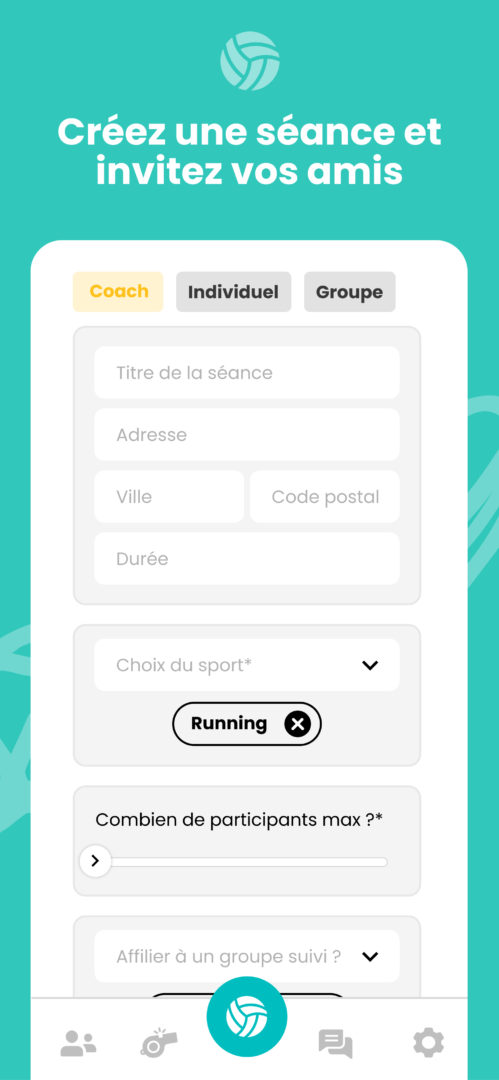 Créez une séance et
invitez vos amis
Coach Individuel Groupe
Titre de la séance
Adresse
Ville Code postal
Durée
Choix du sport*
Running
Combien de participants max ?*
Affilier à un groupe suivi ?